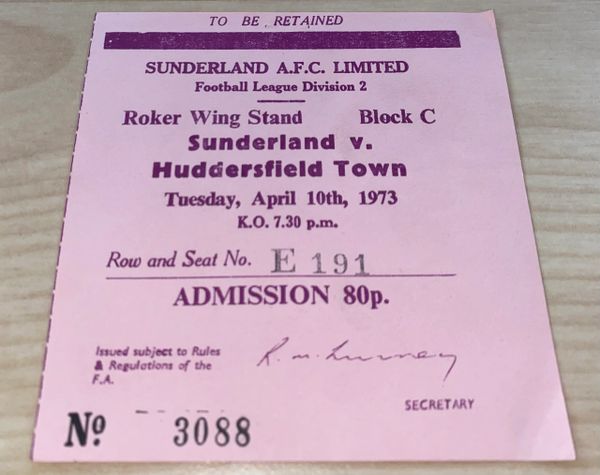 TO BE RETAINED
SUNDERLAND A.F.C. LIMITED
Football League Division 2
Roker Wing Stand Block C
Sunderland v.
Huddersfield Town
Tuesday, April 10th, 1973
K.O. 7.30 p.m.
Row and Seat No. E 191
ADMISSION 80p.
Issued subject to Rules
& Regulations of the
F.A.
SECRETARY
No. 3088